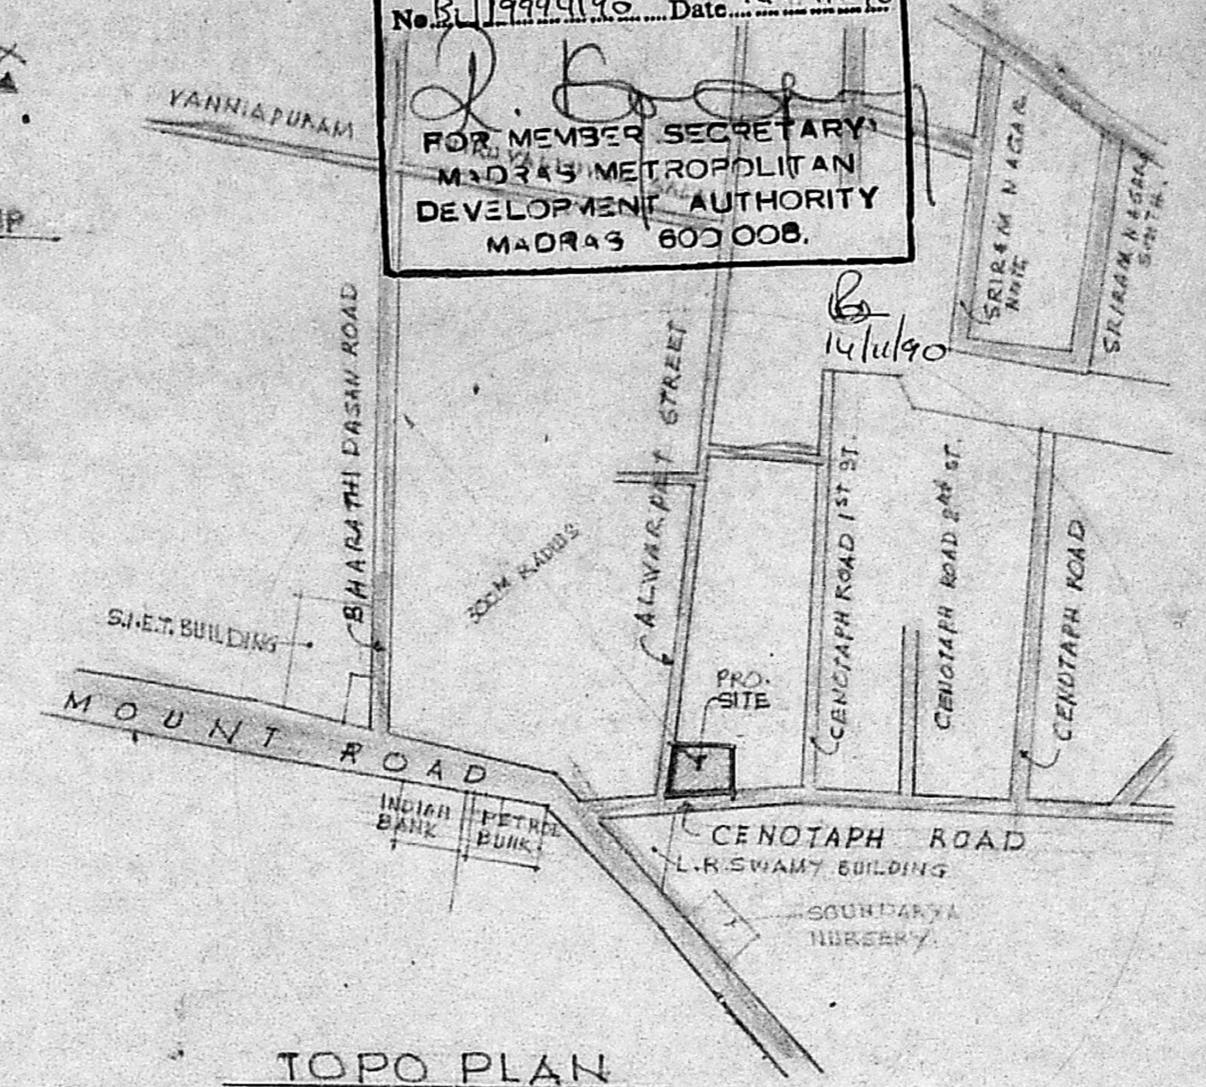 No. Date
R.
FOR MEMBER SECRETARY
MADRAS METROPOLITAN
DEVELOPMENT AUTHORITY
MADRAS 600 008.
14/11/90
VANNIAPURAM
SRIRAM NAGAR
SRIRAM NAGAR
BHARATHI DASAN ROAD
ALWARPET STREET
300M RADIUS
CENOTAPH ROAD 1ST ST.
CENOTAPH ROAD 2ND ST.
CENOTAPH ROAD
S.I.E.T. BUILDING
PRO.
SITE
MOUNT ROAD
INDIAN
BANK
PETROL
BUNK
CENOTAPH ROAD
L.R.SWAMY BUILDING
SOUNDARYA
NURSERY.
TOPO PLAN